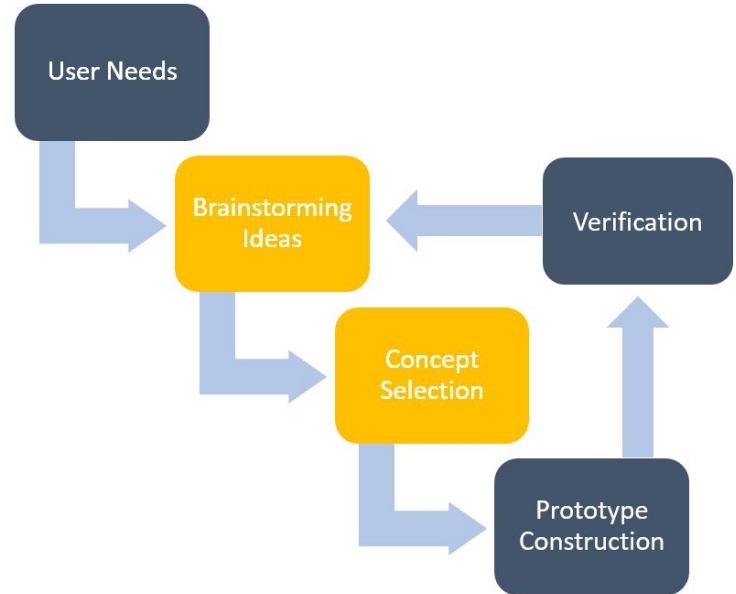 User Needs
Brainstorming
Ideas
Verification
Concept
Selection
Prototype
Construction